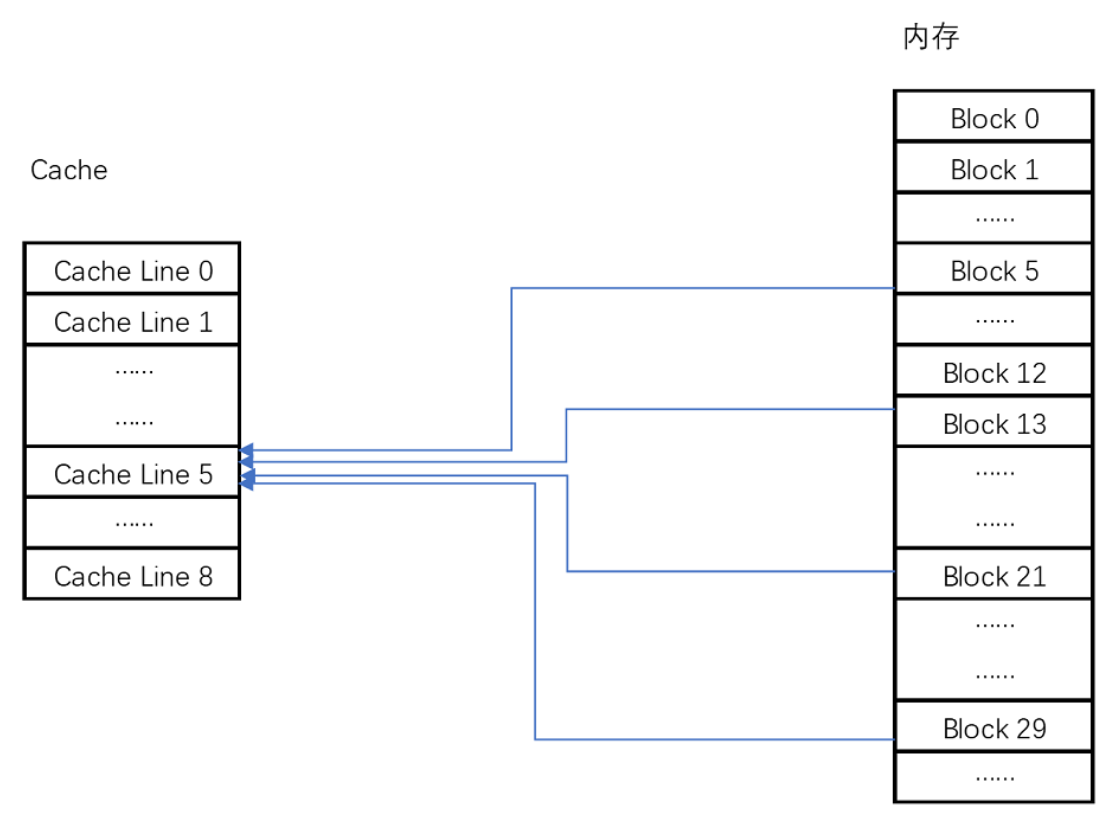 内存
Cache
Block 0
Block 1
……
Block 5
……
Block 12
Block 13
……
……
Block 21
……
……
Block 29
……
Cache Line 0
Cache Line 1
……
……
Cache Line 5
……
Cache Line 8